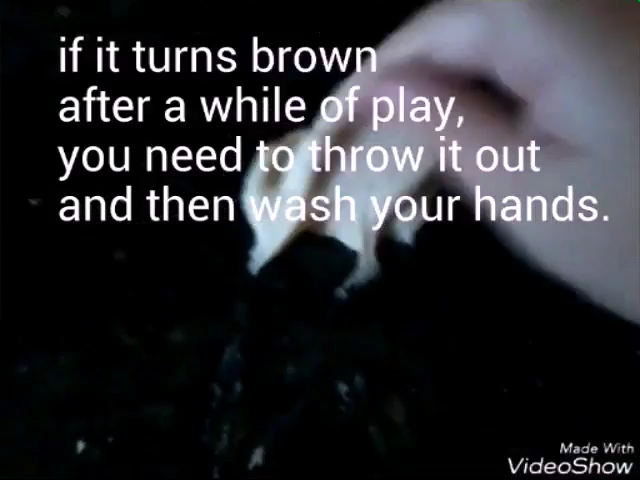 if it turns brown
after a while of play,
you need to throw it out
and then wash your hands.
Made With
VideoShow